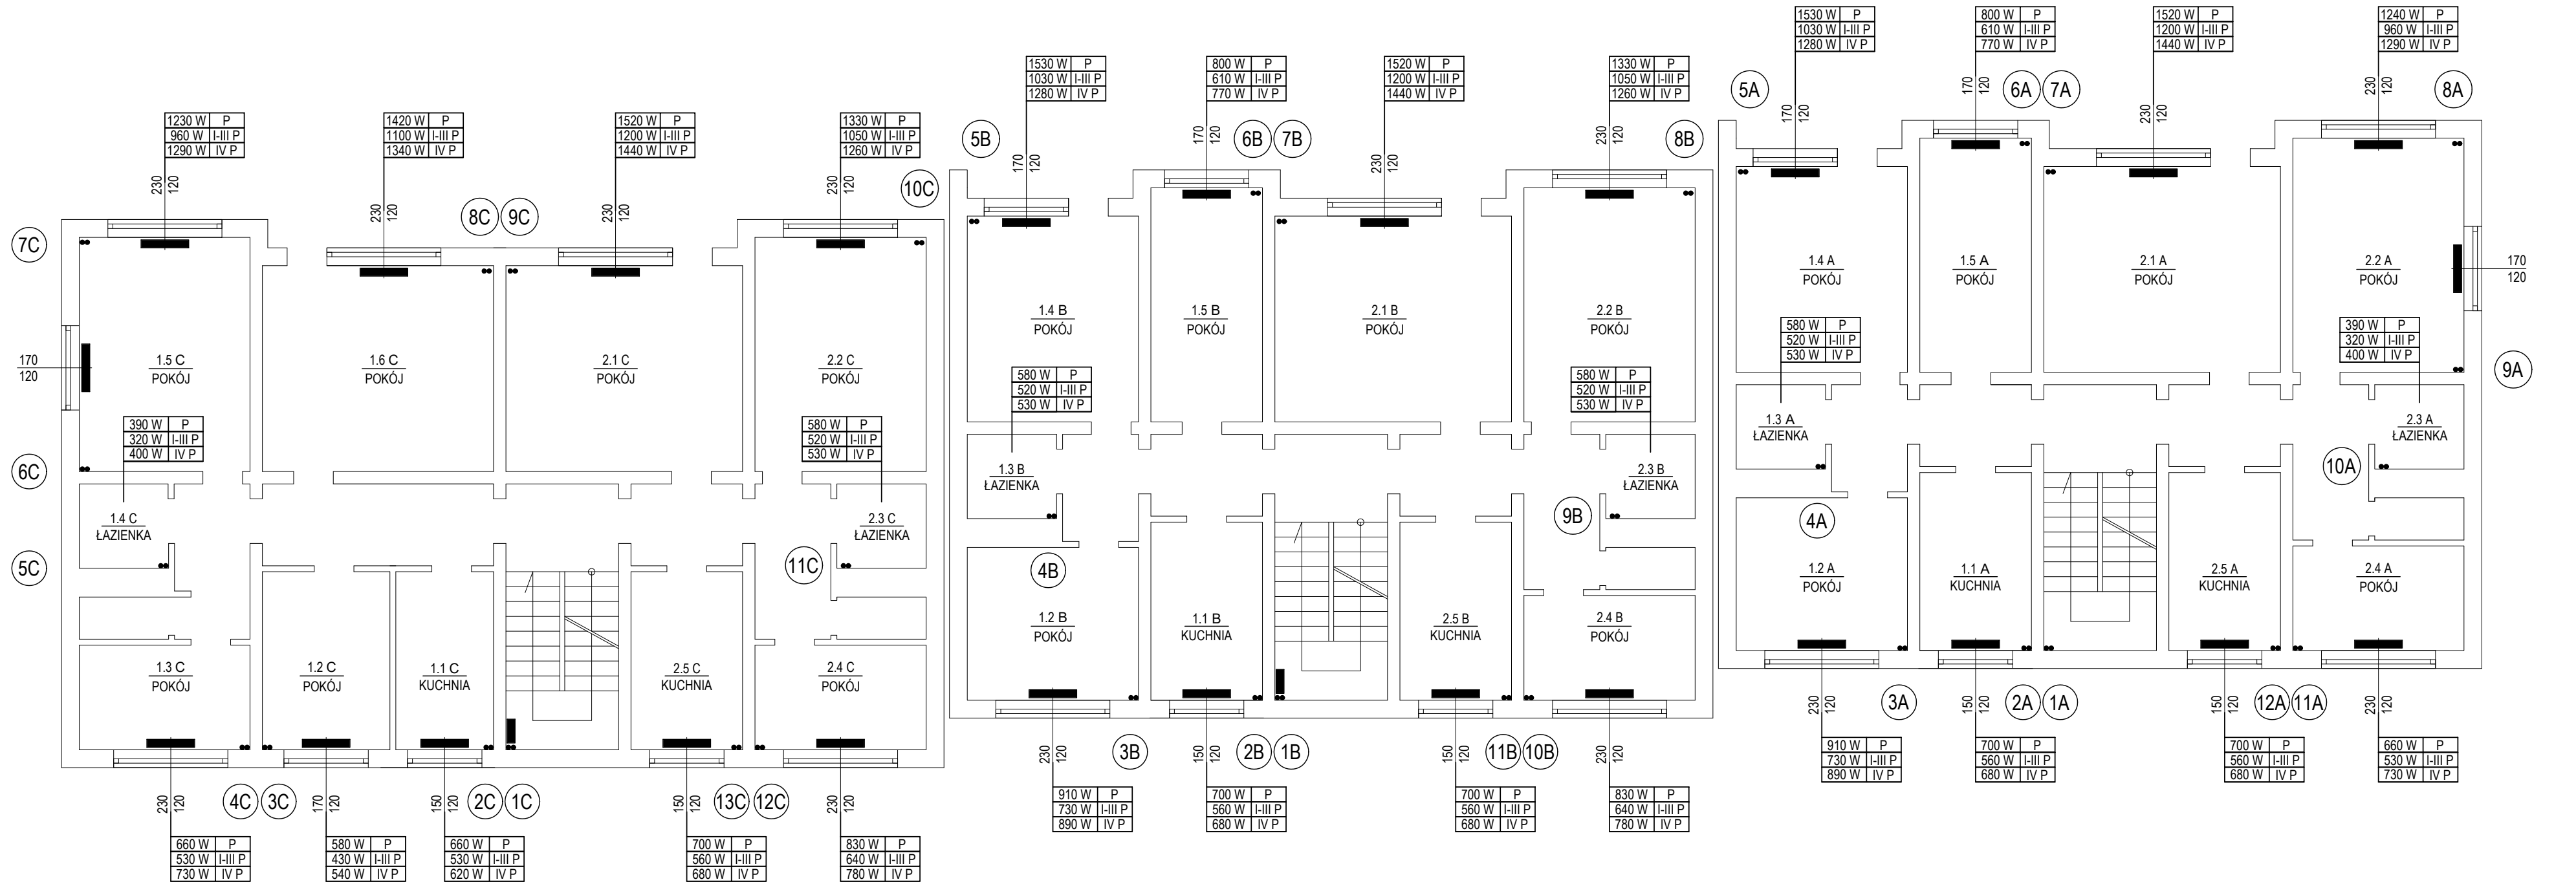 1530 W P
1030 W I-III P
1280 W IV P
800 W P
610 W I-III P
770 W IV P
1520 W P
1200 W I-III P
1440 W IV P
1240 W P
960 W I-III P
1290 W IV P
1530 W P
1030 W I-III P
1280 W IV P
800 W P
610 W I-III P
770 W IV P
1520 W P
1200 W I-III P
1440 W IV P
1330 W P
1050 W I-III P
1260 W IV P
1230 W P
960 W I-III P
1290 W IV P
1420 W P
1100 W I-III P
1340 W IV P
1520 W P
1200 W I-III P
1440 W IV P
1330 W P
1050 W I-III P
1260 W IV P
230
120
230
120
230
120
230
120
170
120
170
120
230
120
230
120
170
120
170
120
230
120
230
120
7C
8C
9C
10C
5B
6B
7B
8B
5A
6A
7A
8A
170
120
1.5 C
POKÓJ
1.6 C
POKÓJ
2.1 C
POKÓJ
2.2 C
POKÓJ
1.4 B
POKÓJ
1.5 B
POKÓJ
2.1 B
POKÓJ
2.2 B
POKÓJ
1.4 A
POKÓJ
1.5 A
POKÓJ
2.1 A
POKÓJ
2.2 A
POKÓJ
170
120
390 W P
320 W I-III P
400 W IV P
580 W P
520 W I-III P
530 W IV P
580 W P
520 W I-III P
530 W IV P
580 W P
520 W I-III P
530 W IV P
580 W P
520 W I-III P
530 W IV P
390 W P
320 W I-III P
400 W IV P
6C
9A
1.4 C
ŁAZIENKA
2.3 C
ŁAZIENKA
1.3 B
ŁAZIENKA
2.3 B
ŁAZIENKA
1.3 A
ŁAZIENKA
2.3 A
ŁAZIENKA
5C
11C
4B
9B
4A
10A
1.3 C
POKÓJ
1.2 C
POKÓJ
1.1 C
KUCHNIA
2.5 C
KUCHNIA
2.4 C
POKÓJ
1.2 B
POKÓJ
1.1 B
KUCHNIA
2.5 B
KUCHNIA
2.4 B
POKÓJ
1.2 A
POKÓJ
1.1 A
KUCHNIA
2.5 A
KUCHNIA
2.4 A
POKÓJ
4C
3C
2C
1C
13C
12C
3B
2B
1B
11B
10B
3A
2A
1A
12A
11A
230
120
170
120
150
120
150
120
230
120
230
120
150
120
150
120
230
120
230
120
150
120
150
120
230
120
660 W P
530 W I-III P
730 W IV P
580 W P
430 W I-III P
540 W IV P
660 W P
530 W I-III P
620 W IV P
700 W P
560 W I-III P
680 W IV P
830 W P
640 W I-III P
780 W IV P
910 W P
730 W I-III P
890 W IV P
700 W P
560 W I-III P
680 W IV P
700 W P
560 W I-III P
680 W IV P
830 W P
640 W I-III P
780 W IV P
910 W P
730 W I-III P
890 W IV P
700 W P
560 W I-III P
680 W IV P
700 W P
560 W I-III P
680 W IV P
660 W P
530 W I-III P
730 W IV P